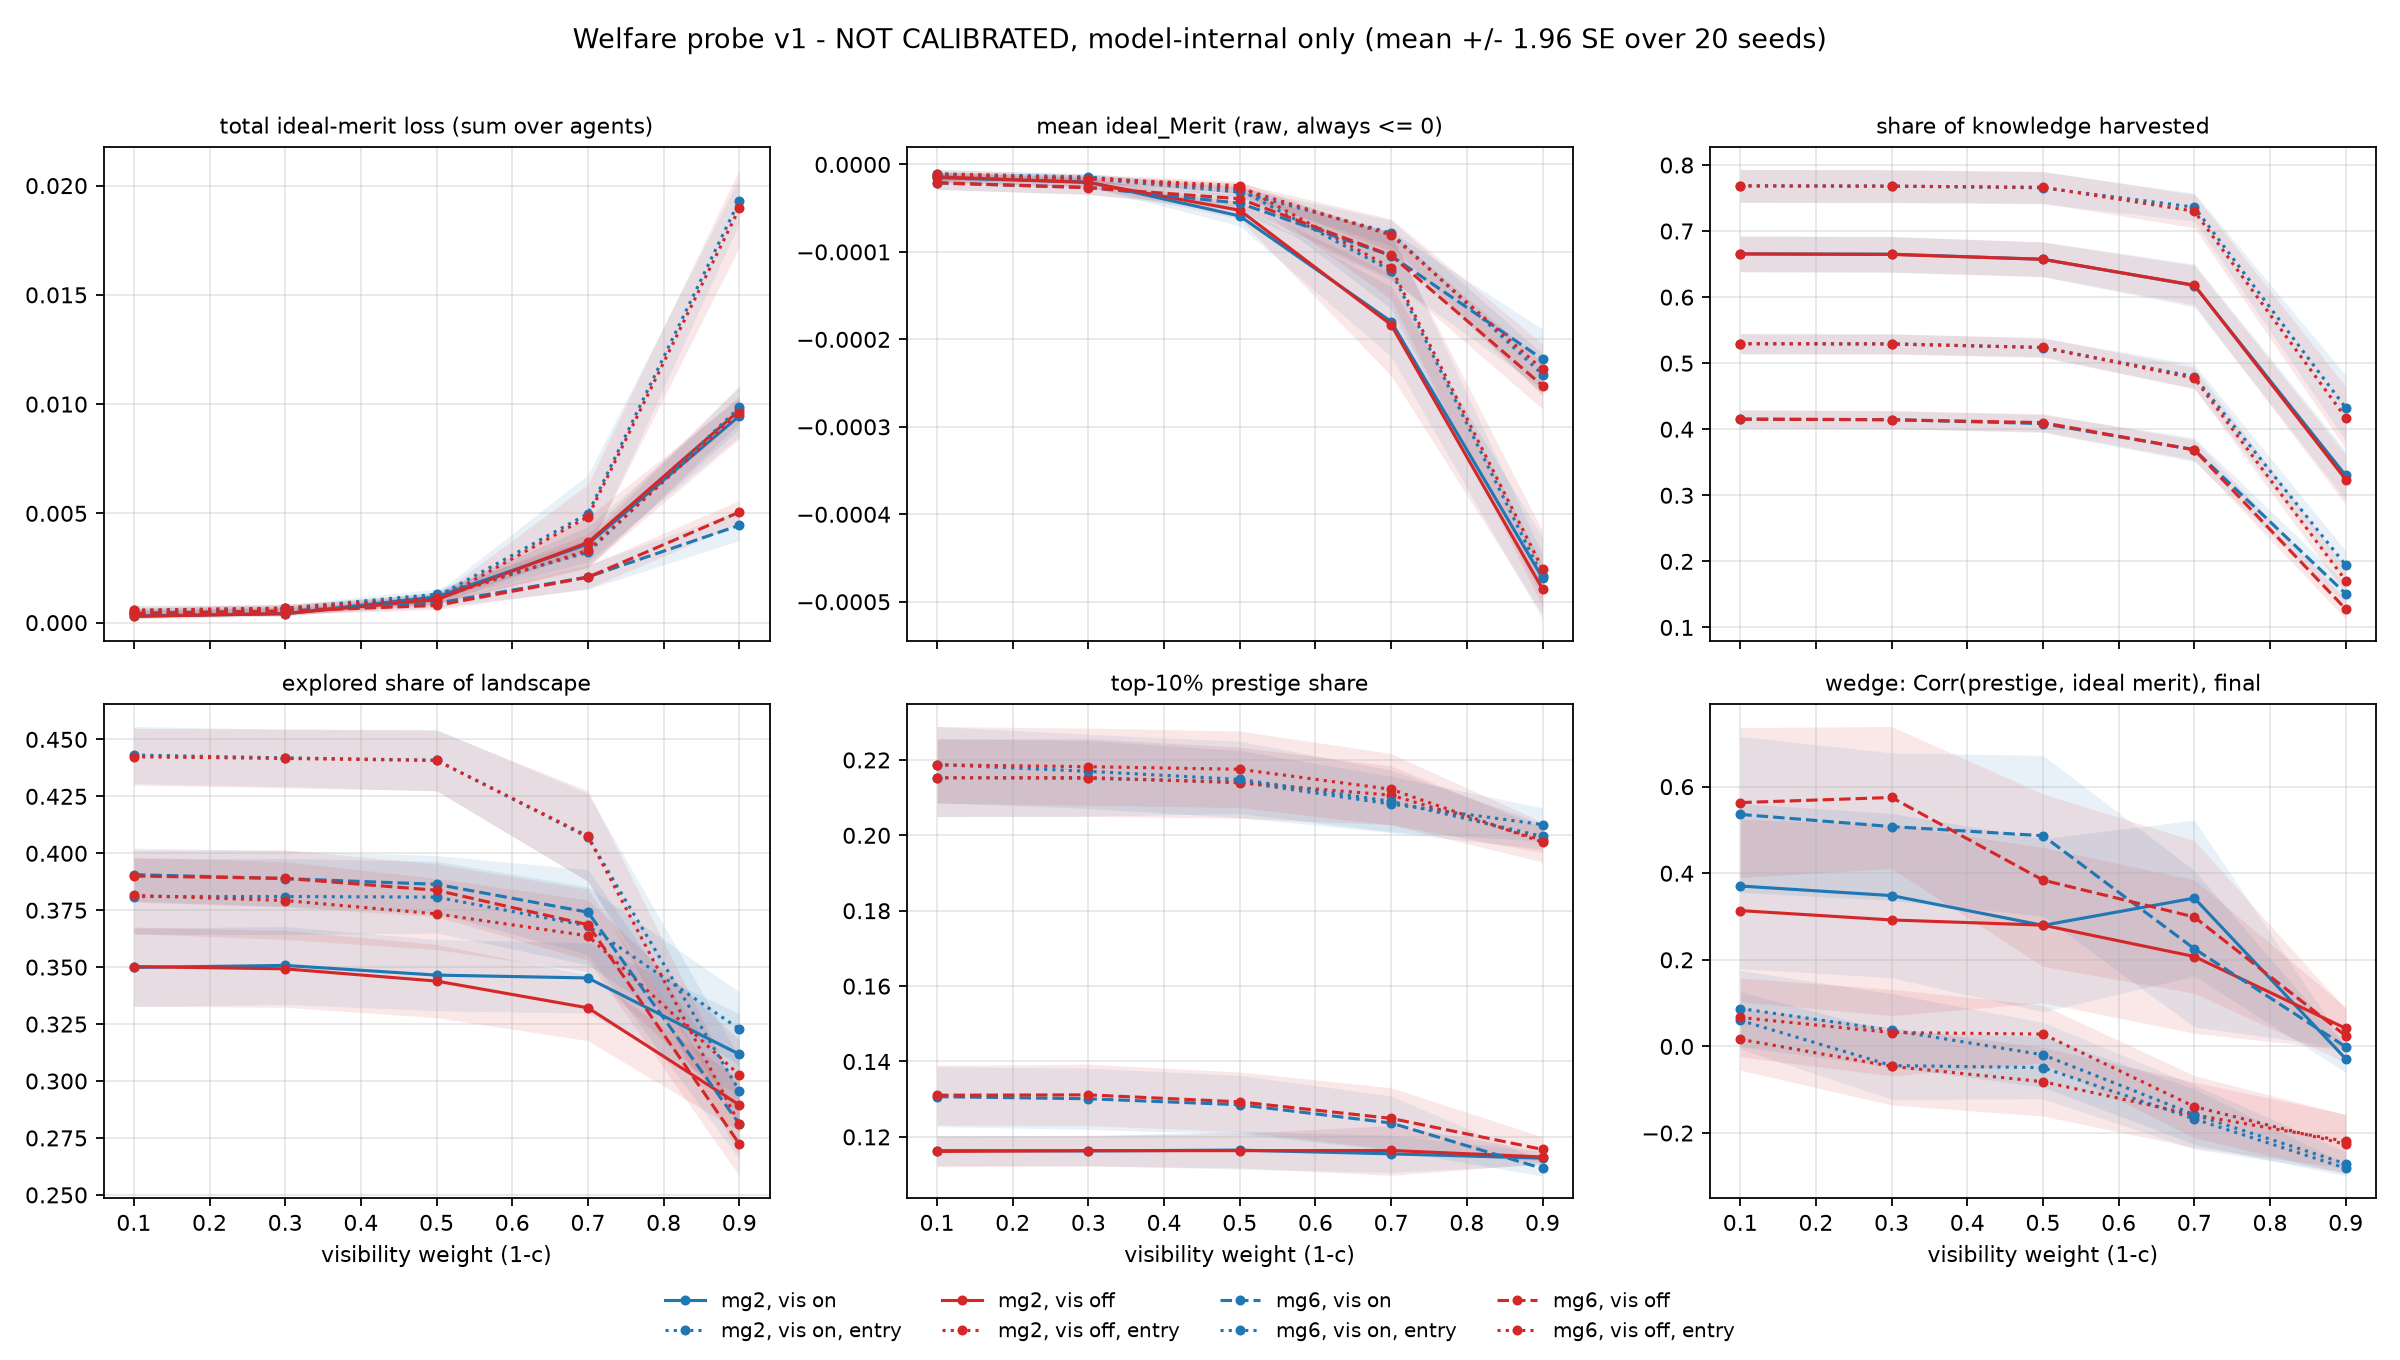 Welfare probe v1 - NOT CALIBRATED, model-internal only (mean +/- 1.96 SE over 20 seeds)
total ideal-merit loss (sum over agents)
0.020
0.015
0.010
0.005
0.000
mean ideal_Merit (raw, always <= 0)
0.0000
−0.0001
−0.0002
−0.0003
−0.0004
−0.0005
share of knowledge harvested
0.8
0.7
0.6
0.5
0.4
0.3
0.2
0.1
explored share of landscape
0.450
0.425
0.400
0.375
0.350
0.325
0.300
0.275
0.250
0.1 0.2 0.3 0.4 0.5 0.6 0.7 0.8 0.9
visibility weight (1-c)
top-10% prestige share
0.22
0.20
0.18
0.16
0.14
0.12
0.1 0.2 0.3 0.4 0.5 0.6 0.7 0.8 0.9
visibility weight (1-c)
wedge: Corr(prestige, ideal merit), final
0.6
0.4
0.2
0.0
−0.2
0.1 0.2 0.3 0.4 0.5 0.6 0.7 0.8 0.9
visibility weight (1-c)
mg2, vis on mg2, vis off mg6, vis on mg6, vis off
mg2, vis on, entry mg2, vis off, entry mg6, vis on, entry mg6, vis off, entry